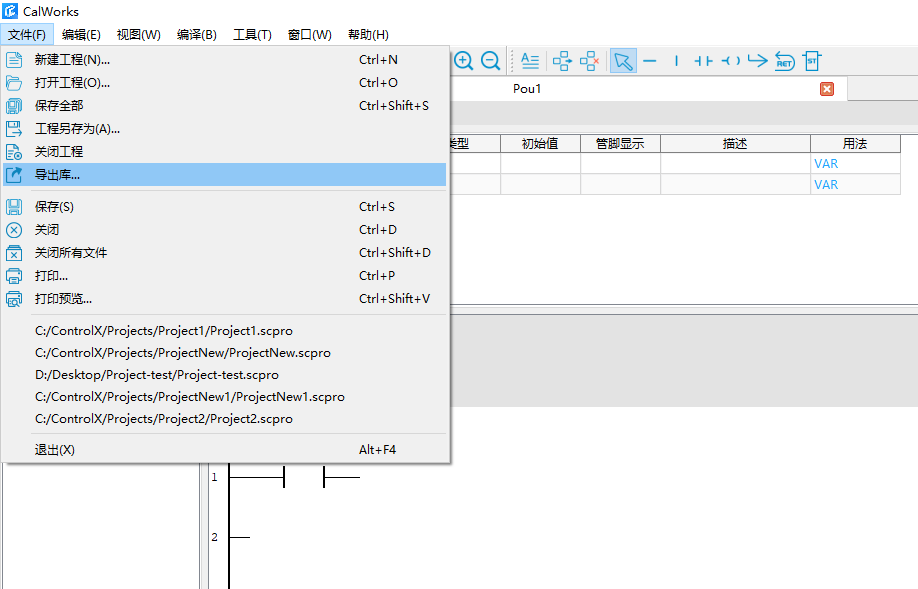 CalWorks
文件(F) 编辑(E) 视图(W) 编译(B) 工具(T) 窗口(W) 帮助(H)
新建工程(N)... Ctrl+N
打开工程(O)... Ctrl+O
保存全部 Ctrl+Shift+S
工程另存为(A)...
关闭工程
导出库...
保存(S) Ctrl+S
关闭 Ctrl+D
关闭所有文件 Ctrl+Shift+D
打印... Ctrl+P
打印预览... Ctrl+Shift+V
C:/ControlX/Projects/Project1/Project1.scpro
C:/ControlX/Projects/ProjectNew/ProjectNew.scpro
D:/Desktop/Project-test/Project-test.scpro
C:/ControlX/Projects/ProjectNew1/ProjectNew1.scpro
C:/ControlX/Projects/Project2/Project2.scpro
退出(X) Alt+F4
RET ST
Pou1
类型 初始值 管脚显示 描述 用法
VAR
VAR
1
2